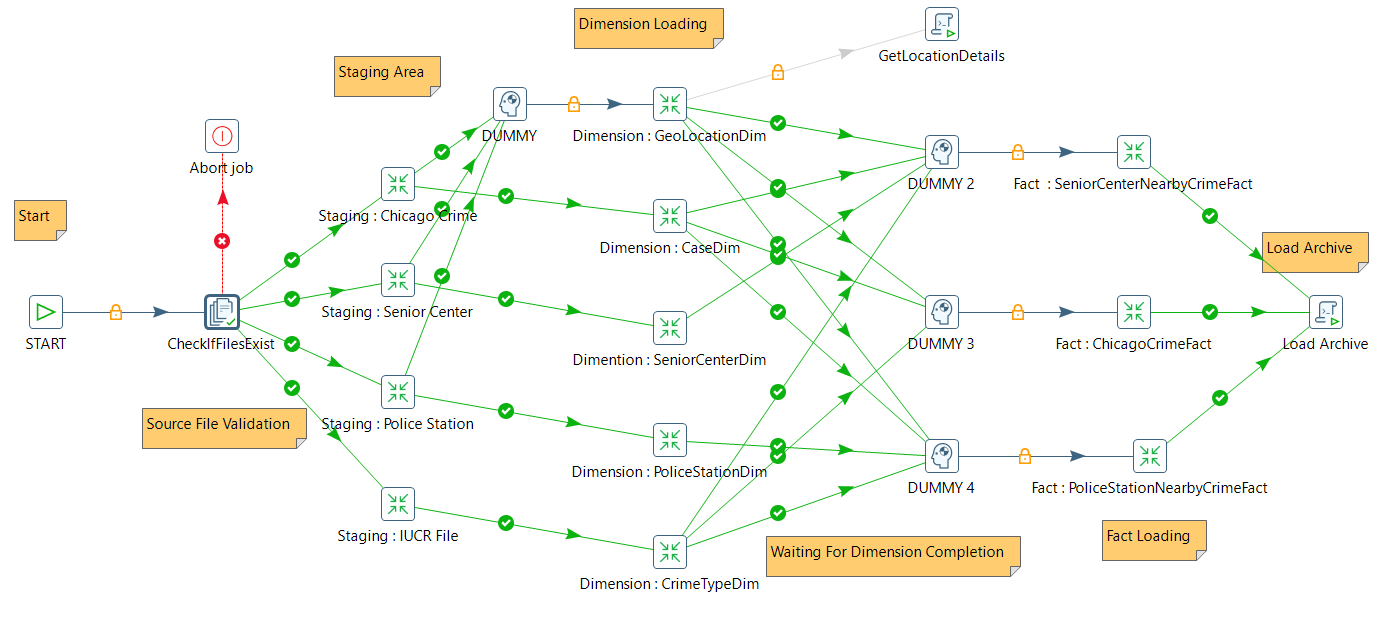 Dimension Loading
GetLocationDetails
Staging Area
DUMMY
Dimension : GeoLocationDim
Abort job
DUMMY 2
Fact  : SeniorCenterNearbyCrimeFact
Start
Staging : Chicago Crime
Dimension : CaseDim
Load Archive
START
CheckIfFilesExist
Staging : Senior Center
Dimention : SeniorCenterDim
DUMMY 3
Fact : ChicagoCrimeFact
Load Archive
Source File Validation
Staging : Police Station
Dimension : PoliceStationDim
DUMMY 4
Fact : PoliceStationNearbyCrimeFact
Staging : IUCR File
Dimension : CrimeTypeDim
Waiting For Dimension Completion
Fact Loading